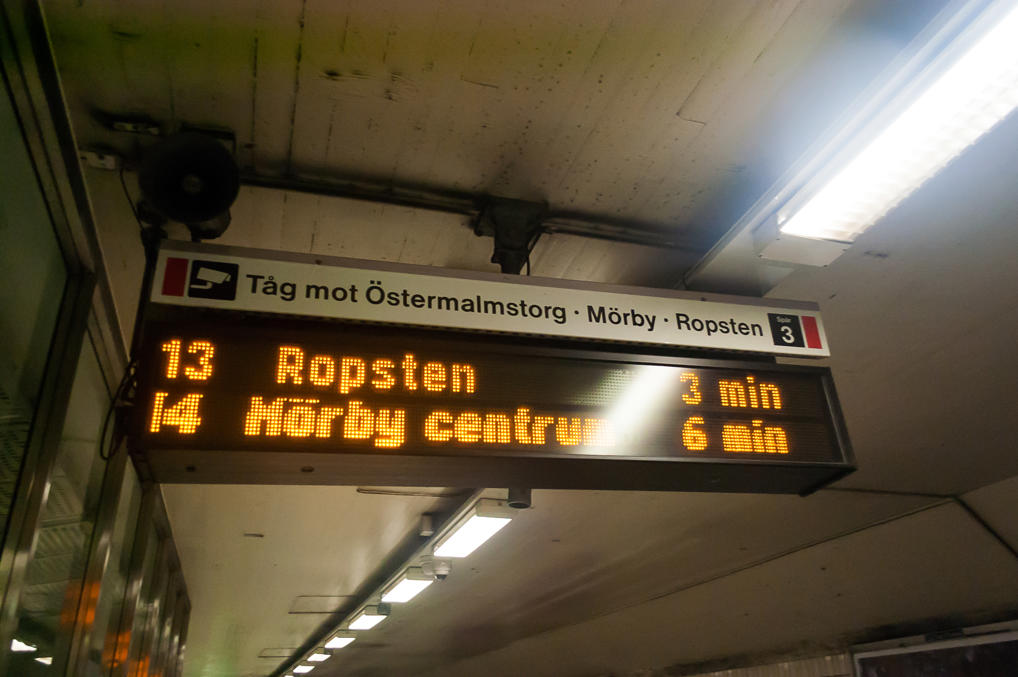 Tåg mot Östermalmstorg · Mörby · Ropsten Spår 3
13 Ropsten 3 min
14 Mörby centrum 6 min